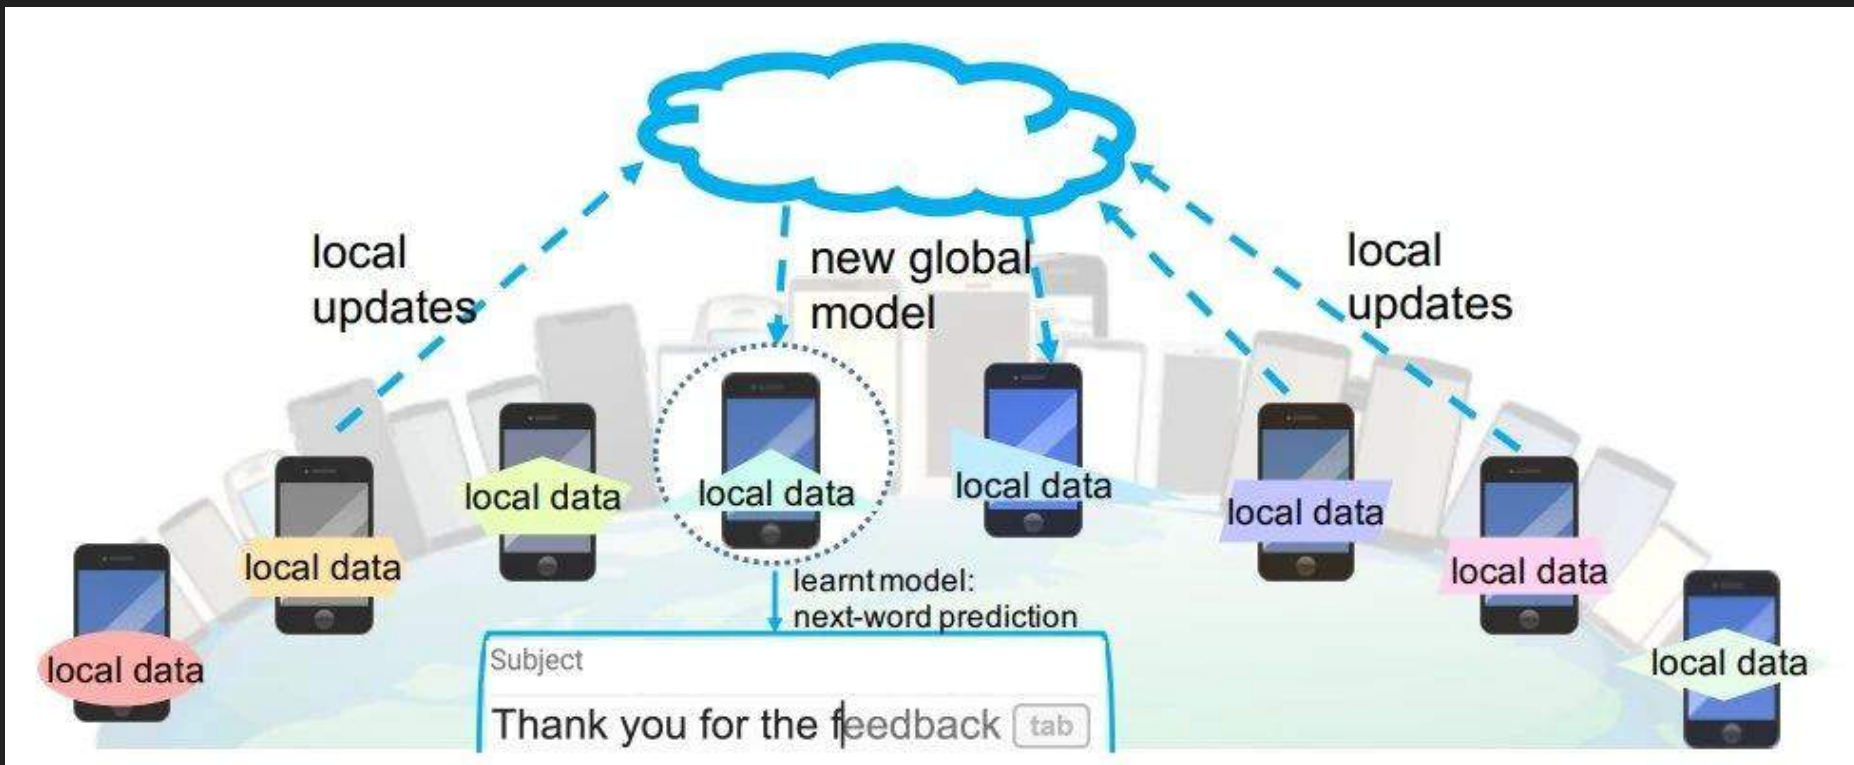 local
updates
new global
model
local
updates
local data
local data
local data
local data
local data
local data
local data
local data
learnt model:
next-word prediction
Subject
Thank you for the feedback tab